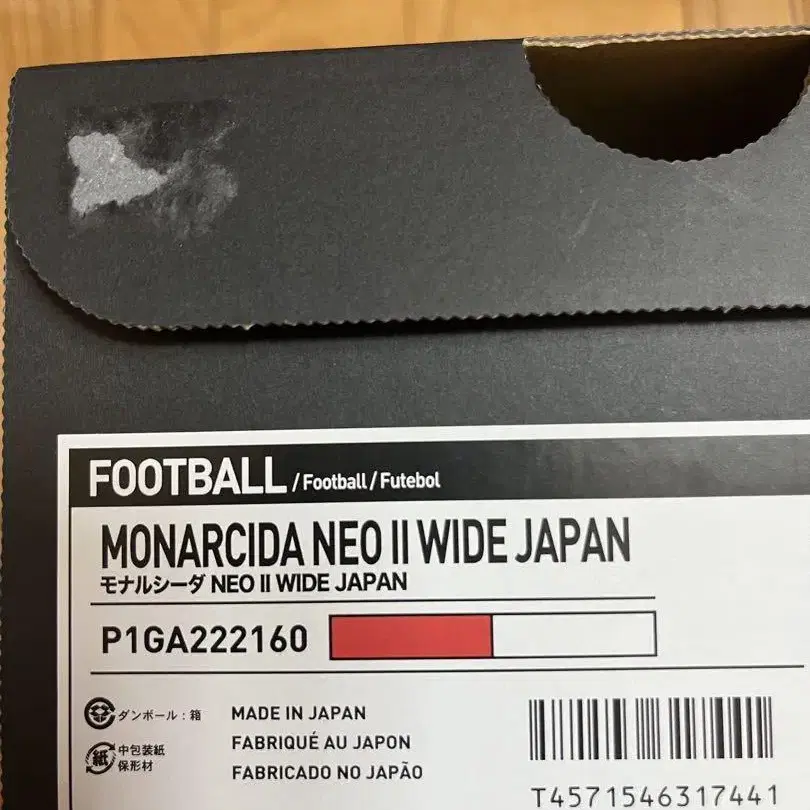 FOOTBALL / Football / Futebol
MONARCIDA NEO II WIDE JAPAN
モナルシーダ NEO II WIDE JAPAN
P1GA222160
ダンボール：箱
MADE IN JAPAN
FABRIQUÉ AU JAPON
FABRICADO NO JAPÃO
紙
中包装紙
保形材
T4571546317441